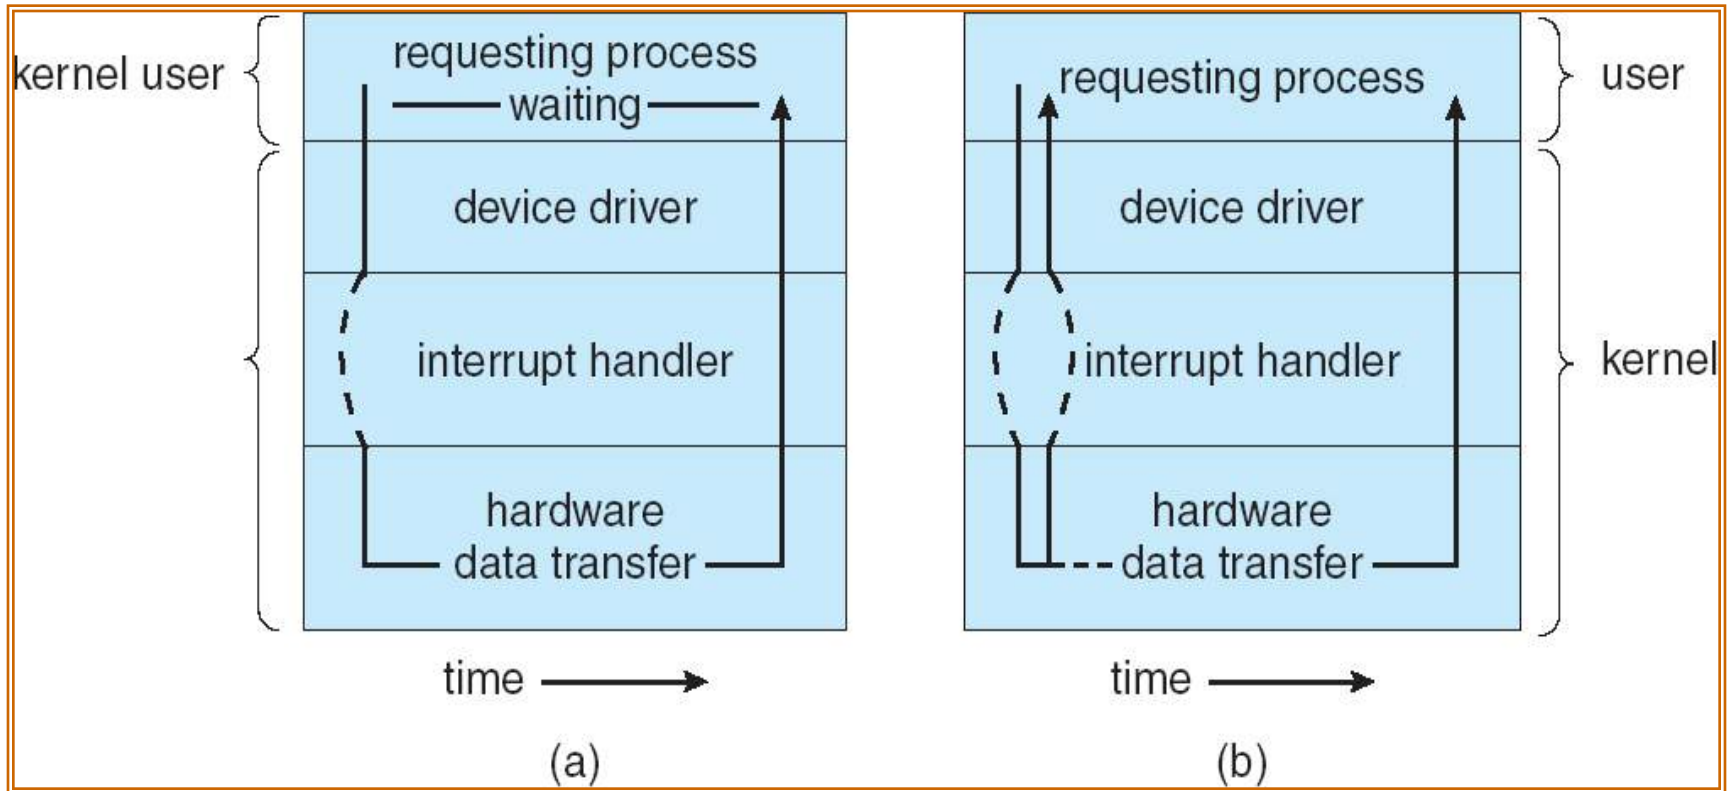 kernel user
requesting process
waiting
device driver
interrupt handler
hardware
data transfer
time
(a)
requesting process
user
device driver
interrupt handler
kernel
hardware
data transfer
time
(b)